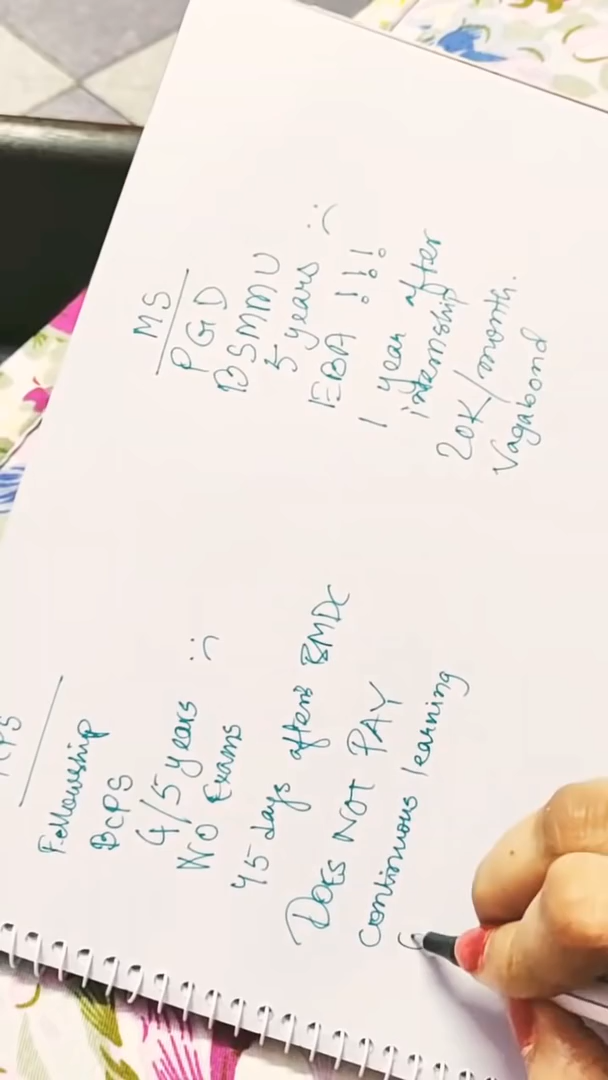 Fellowship
BCPS
4/5 years :(
NO Exams
45 days after BMDC
DOES NOT PAY
Continuous learning
MS
PGD
BSMMU
5 years :(
EBA !!!
1 year after
internship
20K/month.
Vagabond